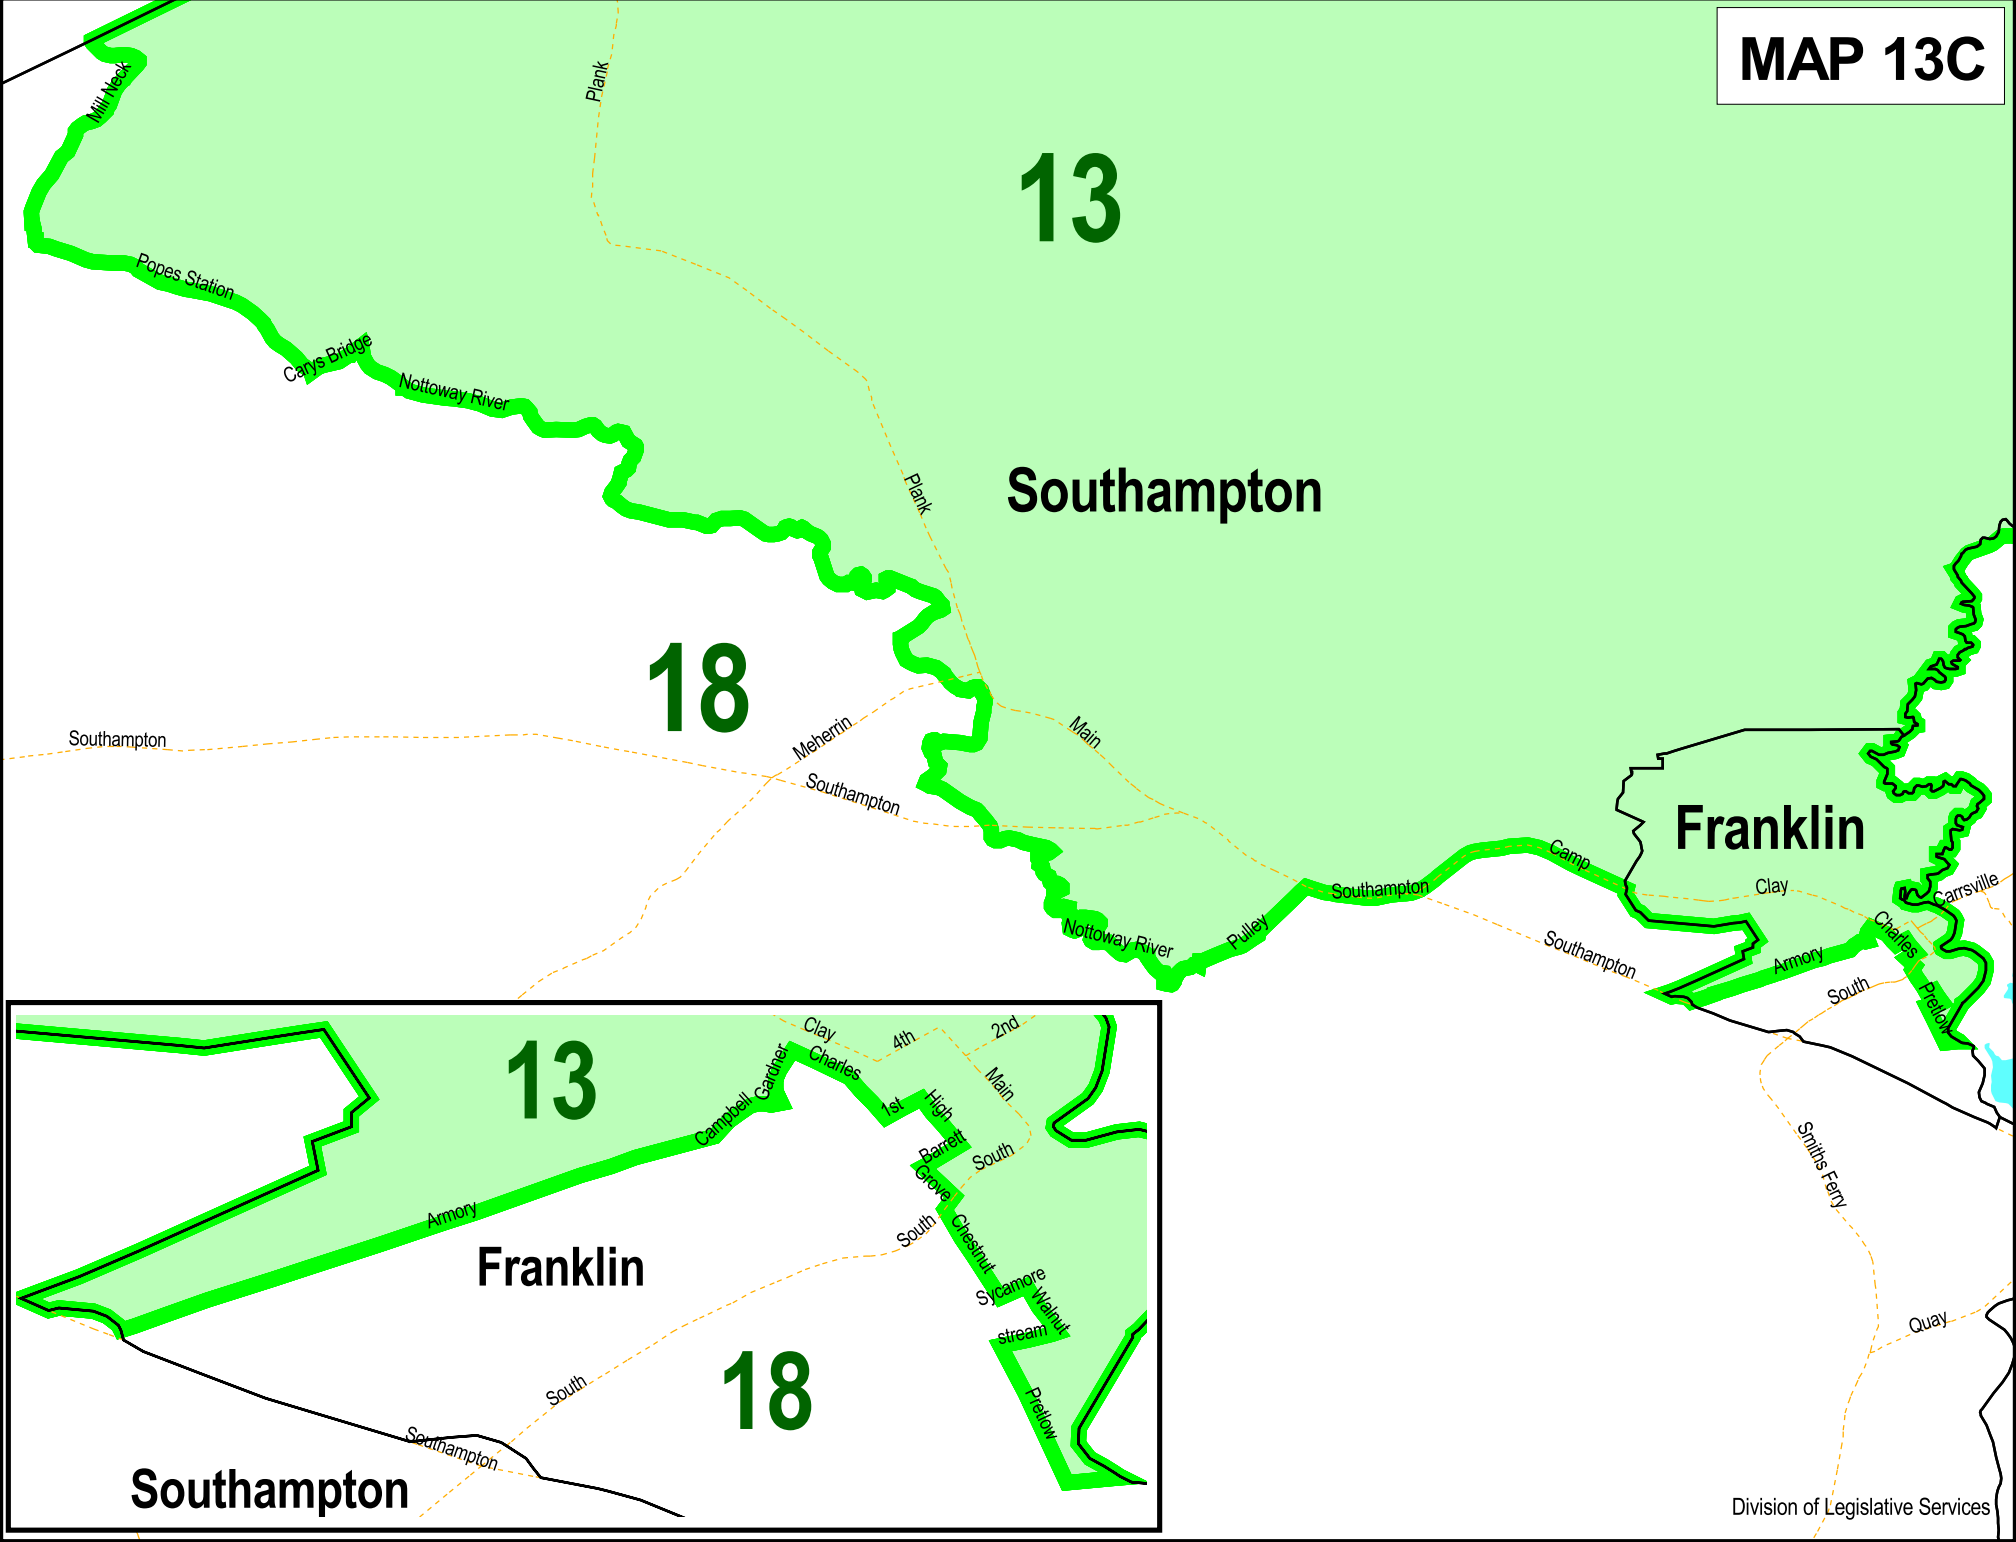 MAP 13C
Mill Neck
Plank
13
Popes Station
Carys Bridge
Nottoway River
Plank
Southampton
18
Southampton
Meherrin
Southampton
Main
Nottoway River
Pulley
Southampton
Camp
Franklin
Clay
Carrsville
Charles
Southampton
Armory
South
Pretlow
Smiths Ferry
Quay
13
Clay
4th
2nd
Gardner
Charles
Main
Campbell
1st
High
Barrett
South
Grove
Armory
South
Chestnut
Franklin
Sycamore
Walnut
stream
18
South
Pretlow
Southampton
Southampton
Division of Legislative Services